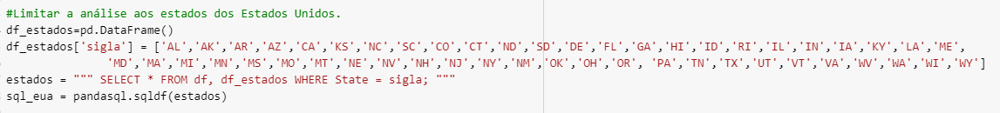 #Limitar a análise aos estados dos Estados Unidos.
df_estados=pd.DataFrame()
df_estados['sigla'] = ['AL','AK','AR','AZ','CA','KS','NC','SC','CO','CT','ND','SD','DE','FL','GA','HI','ID','RI','IL','IN','IA','KY','LA','ME',
'MD','MA','MI','MN','MS','MO','MT','NE','NV','NH','NJ','NY','NM','OK','OH','OR', 'PA','TN','TX','UT','VT','VA','WV','WA','WI','WY']
estados = """ SELECT * FROM df, df_estados WHERE State = sigla; """
sql_eua = pandasql.sqldf(estados)